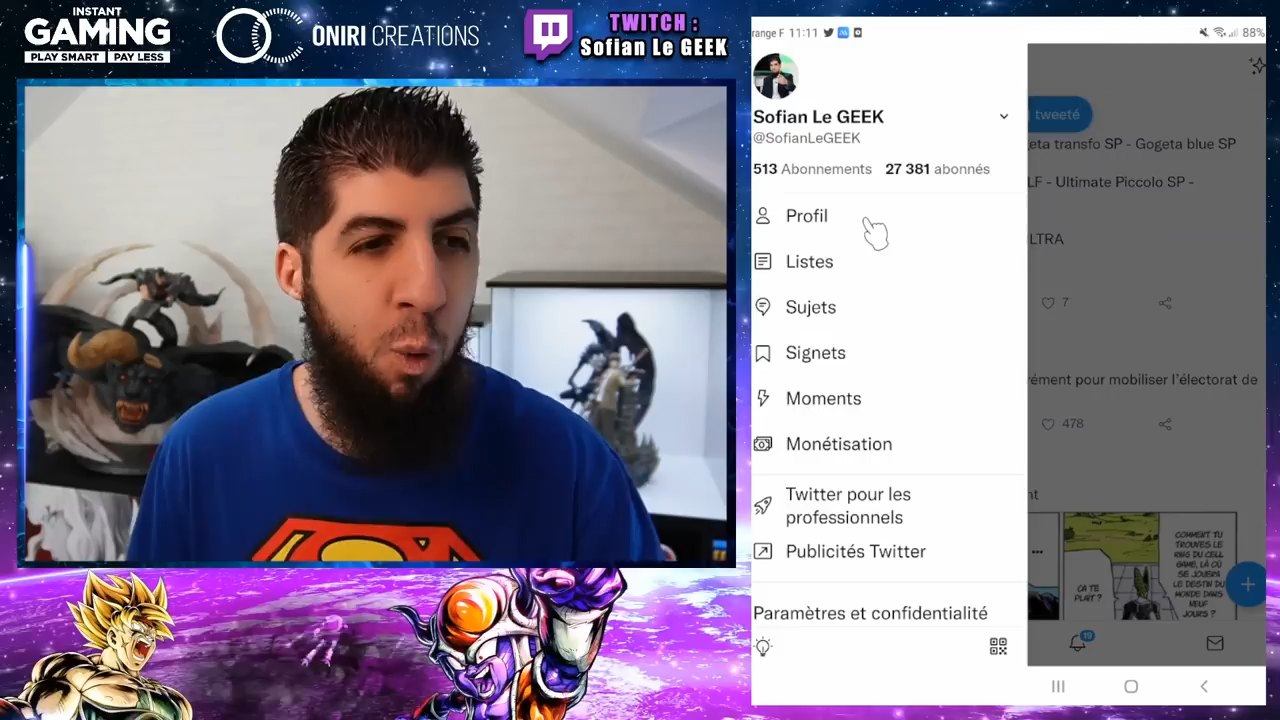 INSTANT
GAMING
PLAY SMART PAY LESS
ONIRI CREATIONS
TWITCH :
Sofian Le GEEK
range F 11:11
88%
Sofian Le GEEK
@SofianLeGEEK
513 Abonnements 27 381 abonnés
Profil
Listes
Sujets
Signets
Moments
Monétisation
Twitter pour les
professionnels
Publicités Twitter
Paramètres et confidentialité
tweeté
eta transfo SP - Gogeta blue SP
LF - Ultimate Piccolo SP -
LTRA
7
rément pour mobiliser l'électorat de
478
nt
ÇA TE
PLAIT ?
COMMENT TU
TROUVES LE
RING DU CELL
GAME, LÀ OÙ
SE JOUERA
LE DESTIN DU
MONDE DANS
NEUF
JOURS ?
19